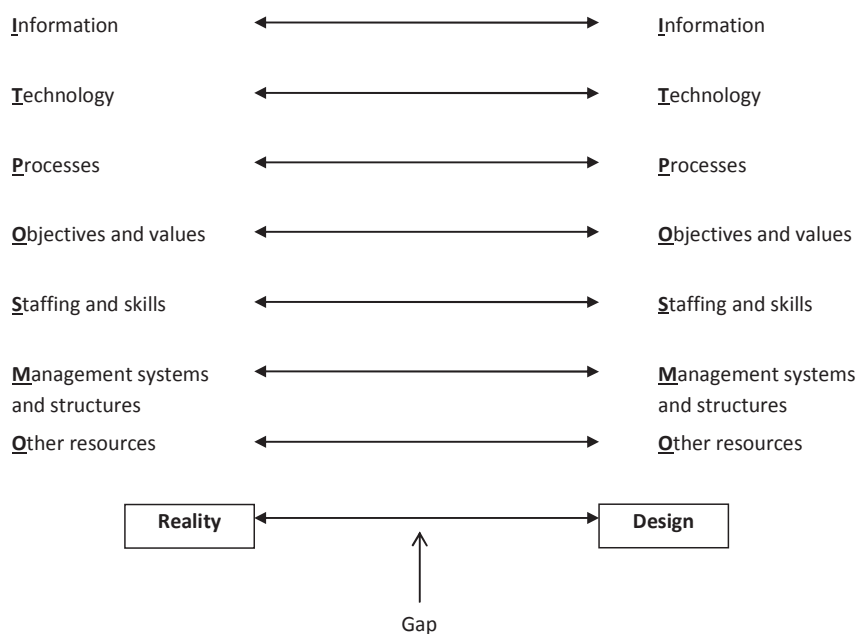 Information Information
Technology Technology
Processes Processes
Objectives and values Objectives and values
Staffing and skills Staffing and skills
Management systems Management systems
and structures and structures
Other resources Other resources
Reality Design
Gap